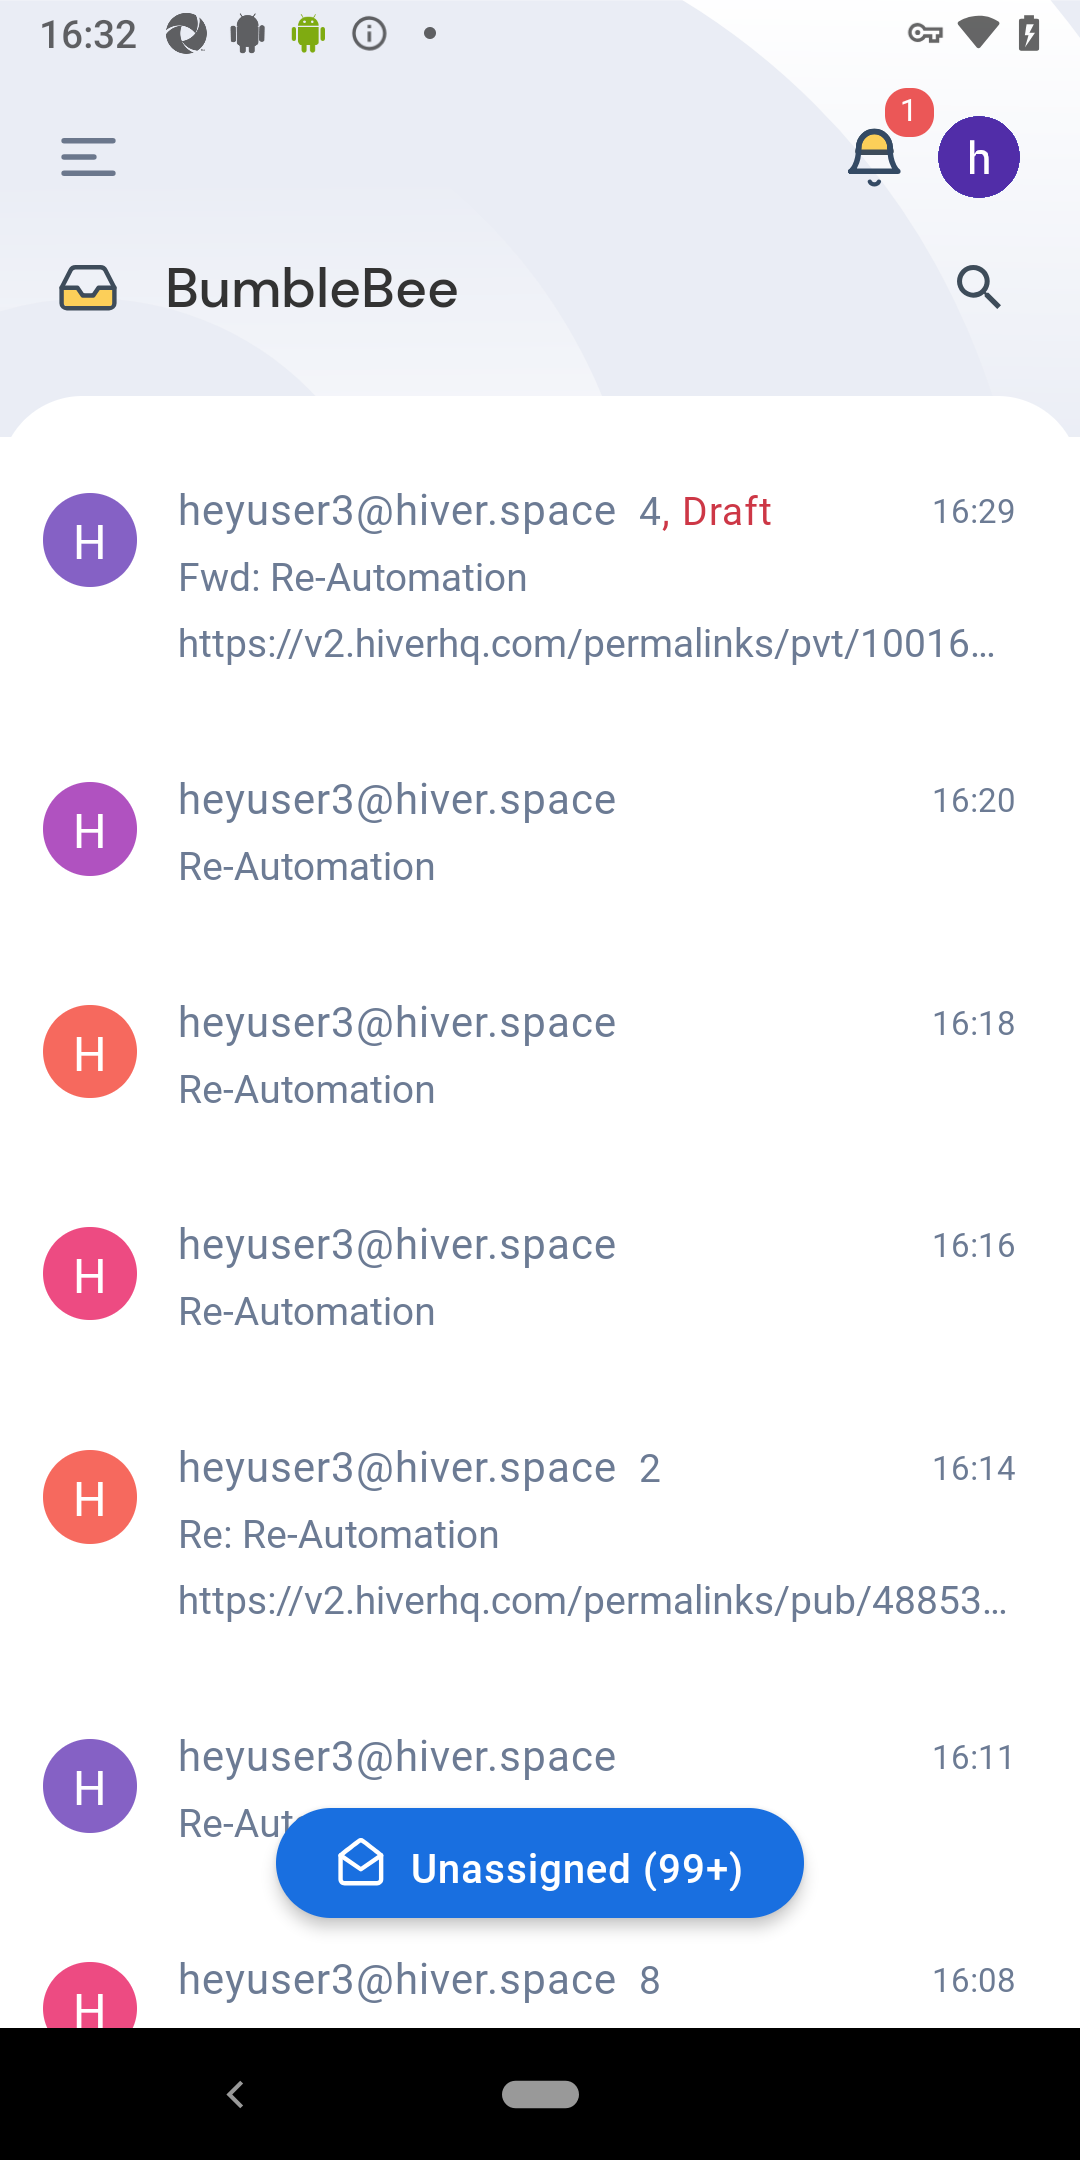 16:32
1
h
BumbleBee
H heyuser3@hiver.space 4, Draft 16:29
Fwd: Re-Automation
https://v2.hiverhq.com/permalinks/pvt/10016…
H heyuser3@hiver.space 16:20
Re-Automation
H heyuser3@hiver.space 16:18
Re-Automation
H heyuser3@hiver.space 16:16
Re-Automation
H heyuser3@hiver.space 2 16:14
Re: Re-Automation
https://v2.hiverhq.com/permalinks/pub/48853…
H heyuser3@hiver.space 16:11
Re-Aut
Unassigned (99+)
H heyuser3@hiver.space 8 16:08